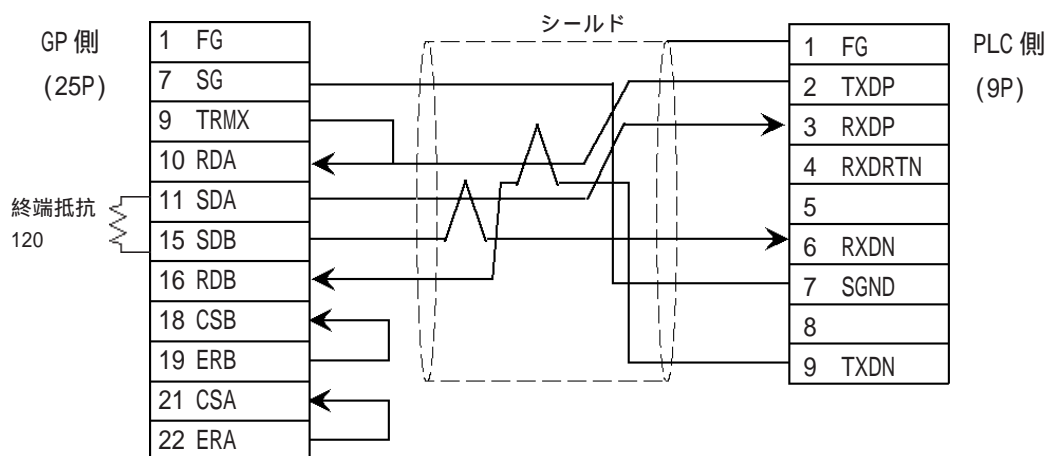 シールド
GP 側
(25P)
1 FG
7 SG
9 TRMX
10 RDA
11 SDA
15 SDB
16 RDB
18 CSB
19 ERB
21 CSA
22 ERA
終端抵抗
120
PLC 側
(9P)
1 FG
2 TXDP
3 RXDP
4 RXDRTN
5
6 RXDN
7 SGND
8
9 TXDN